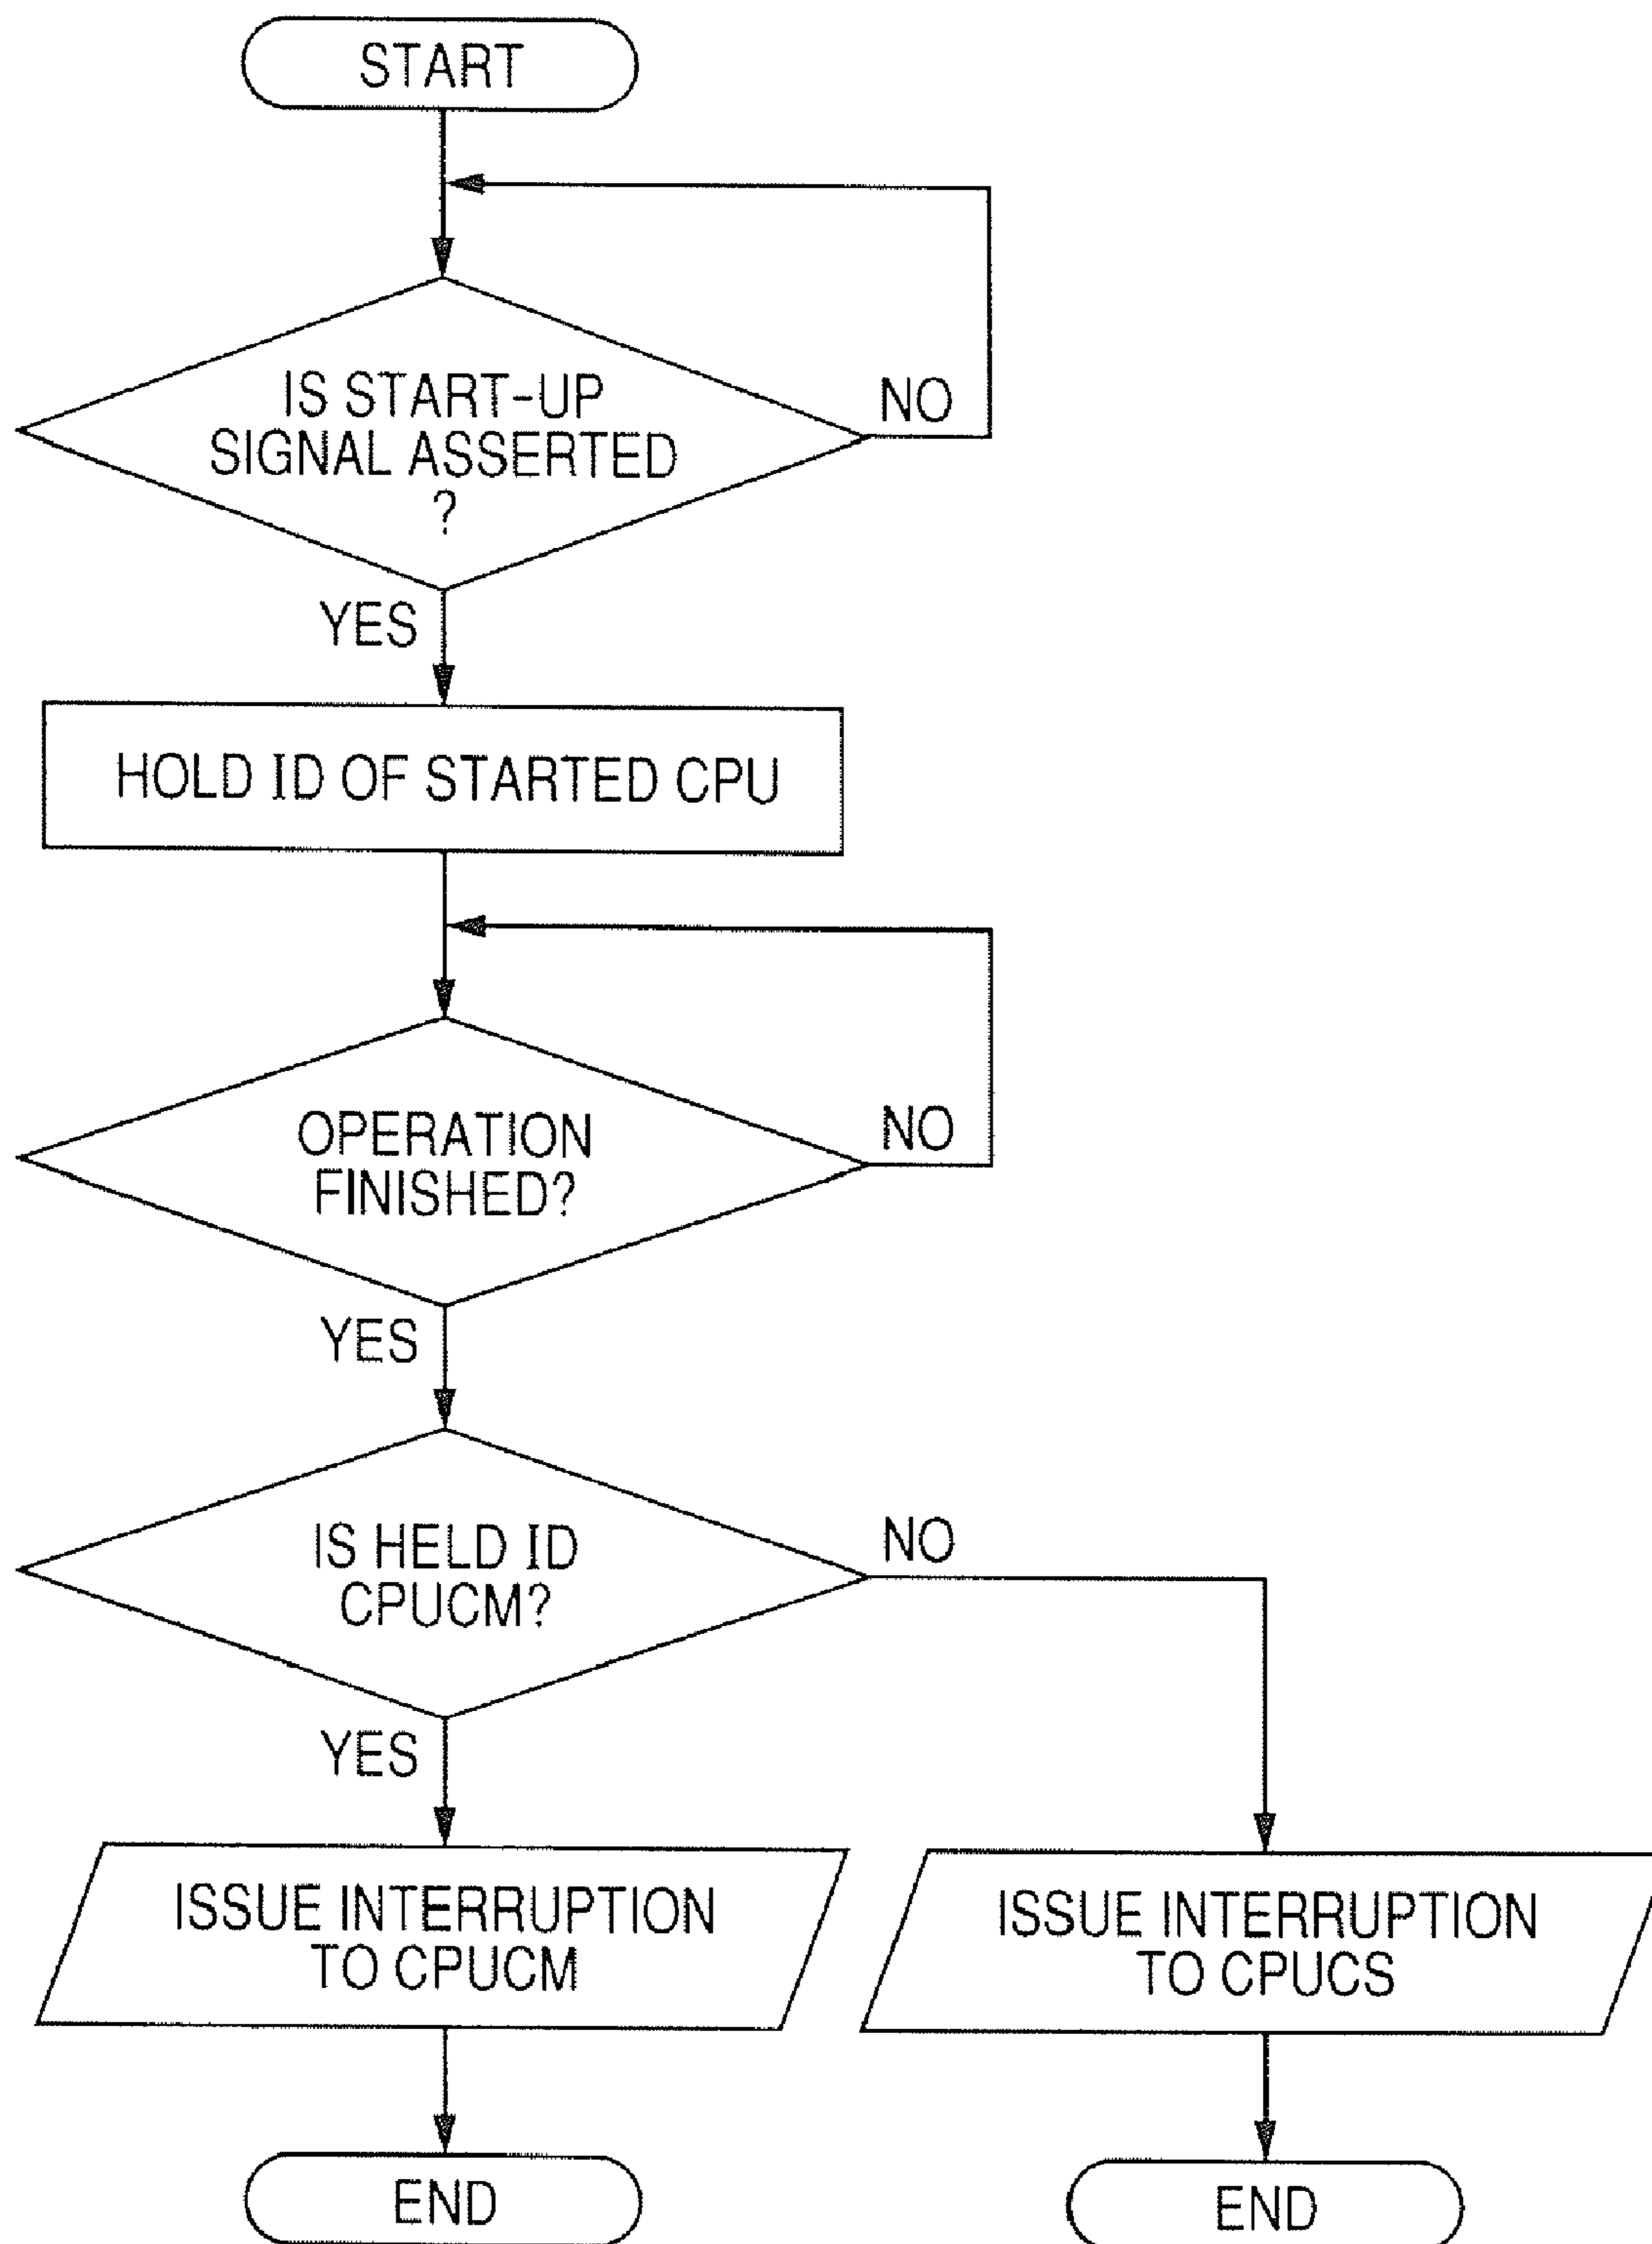 START
IS START-UP
SIGNAL ASSERTED
?
NO
YES
HOLD ID OF STARTED CPU
OPERATION
FINISHED?
NO
YES
IS HELD ID
CPUCM?
NO
YES
ISSUE INTERRUPTION
TO CPUCM
ISSUE INTERRUPTION
TO CPUCS
END
END